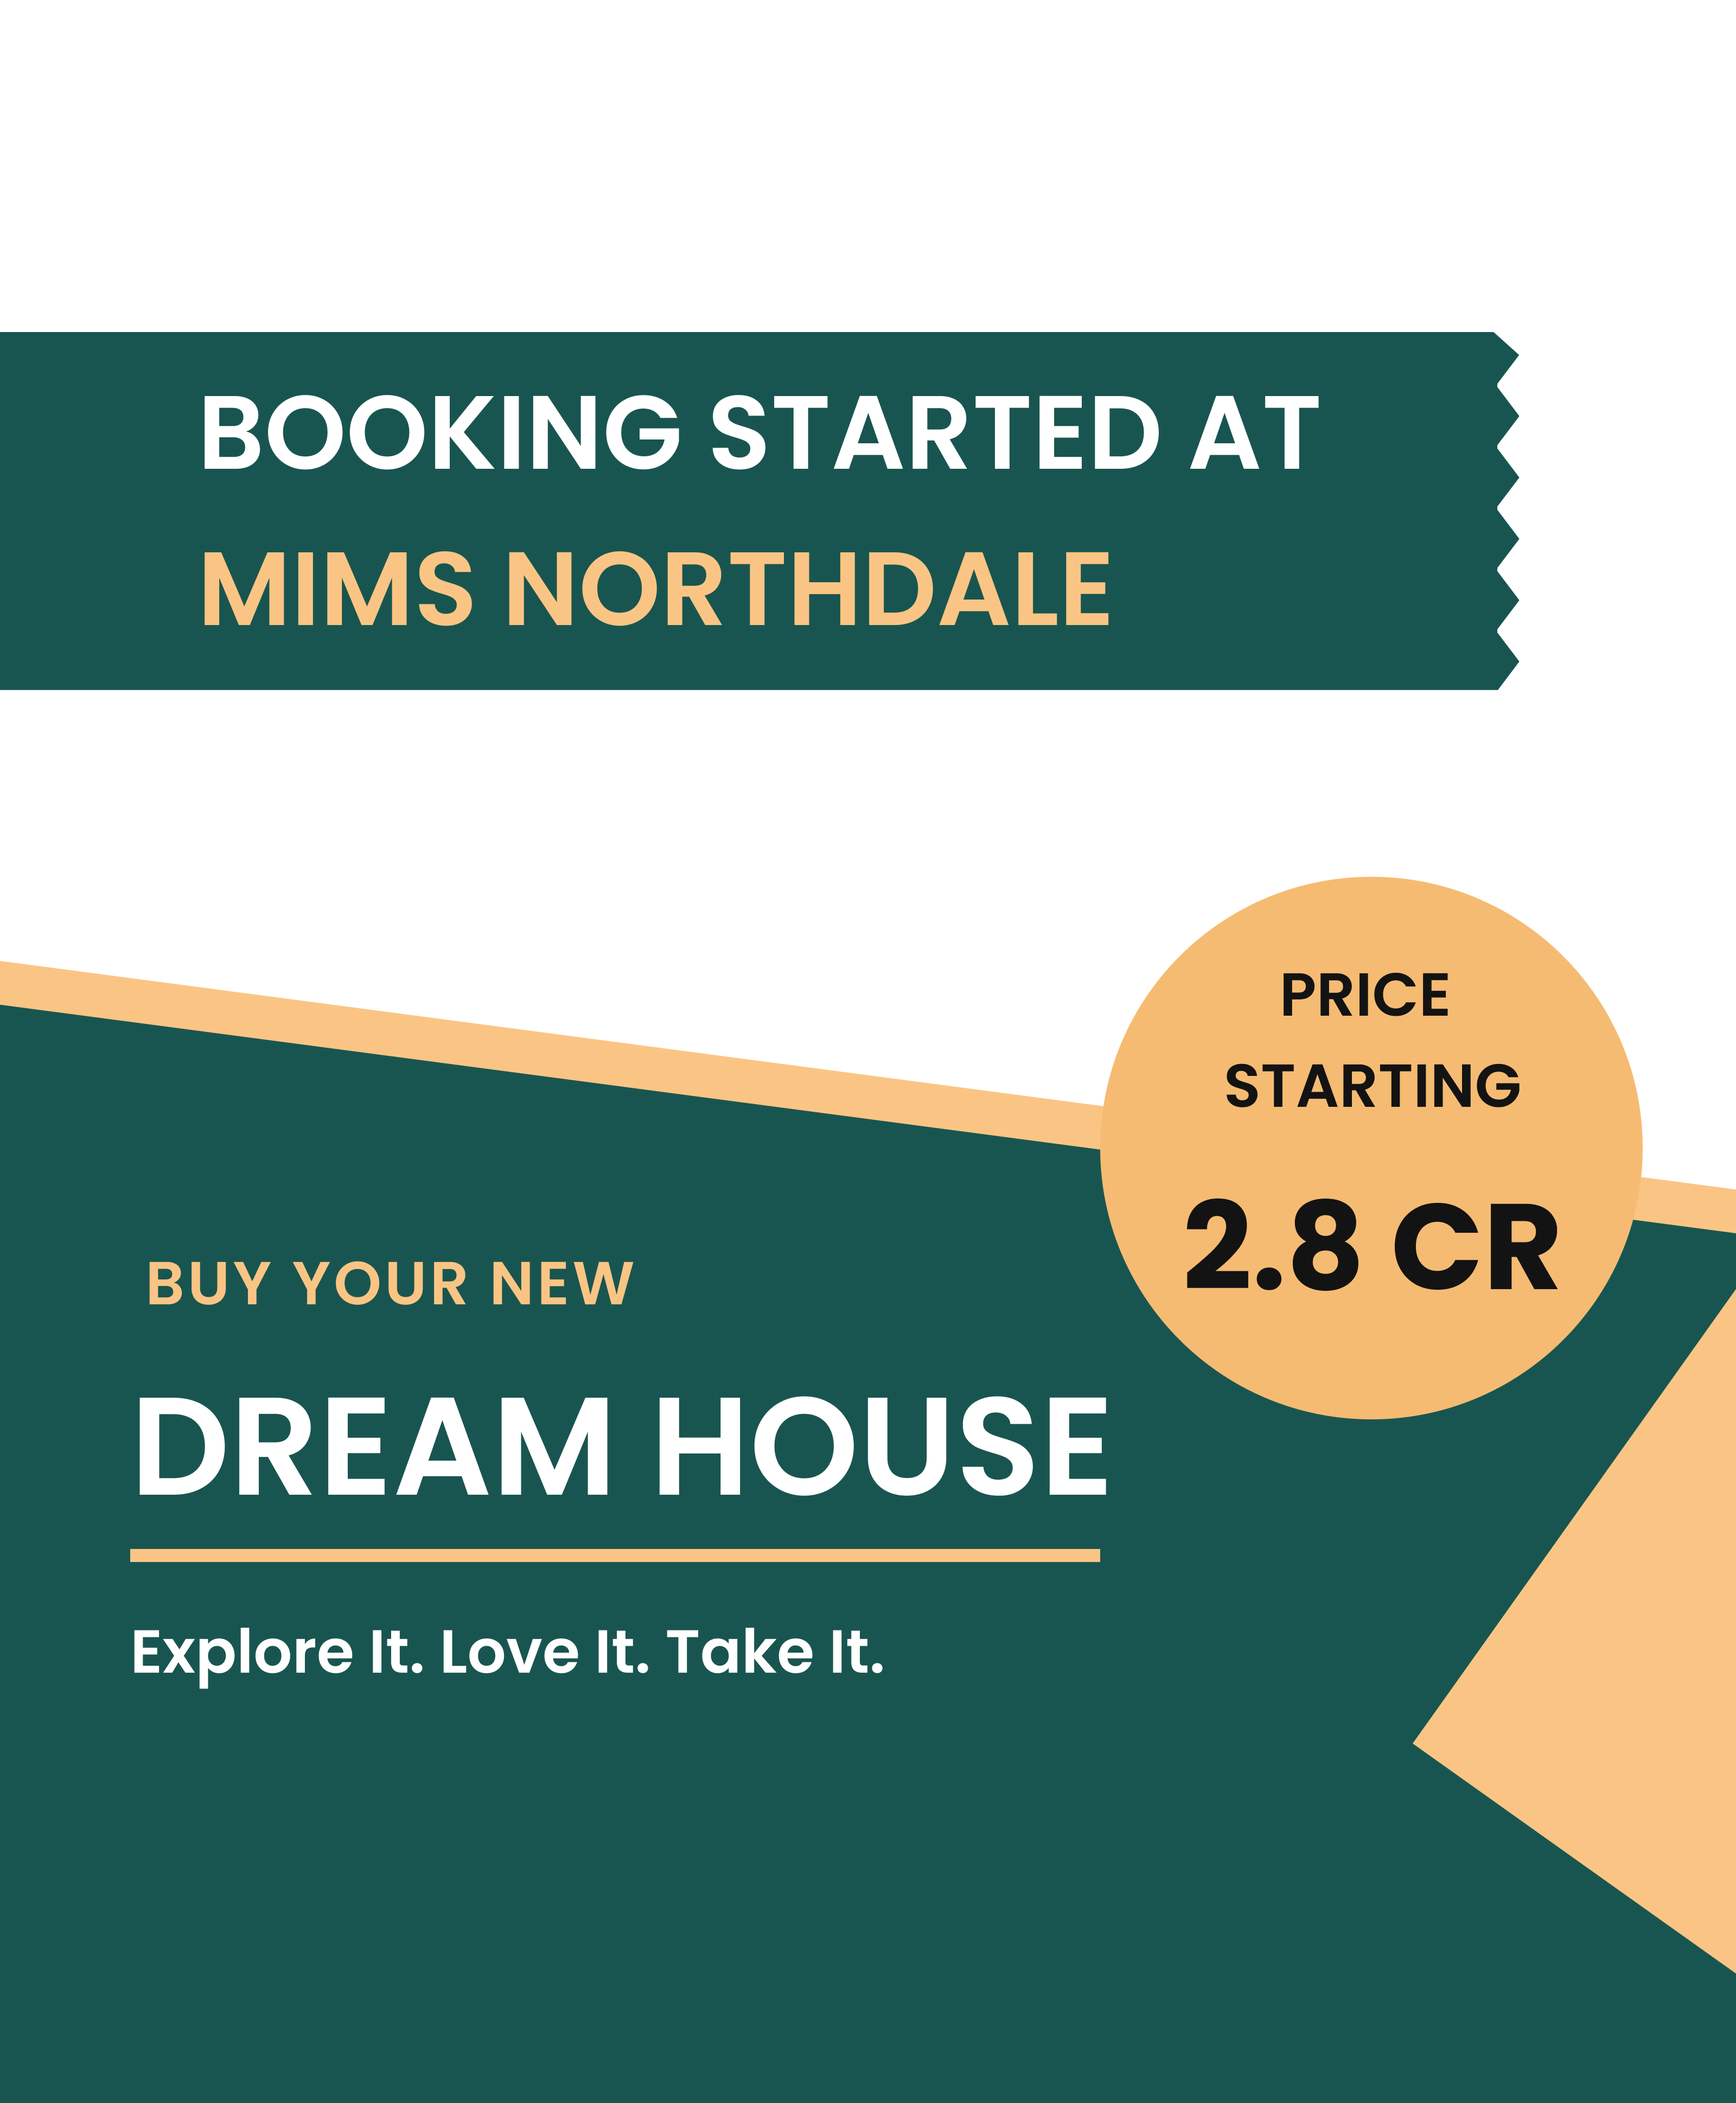 BOOKING STARTED AT
MIMS NORTHDALE
PRICE
STARTING
2.8 CR
BUY YOUR NEW
DREAM HOUSE
Explore It. Love It. Take It.